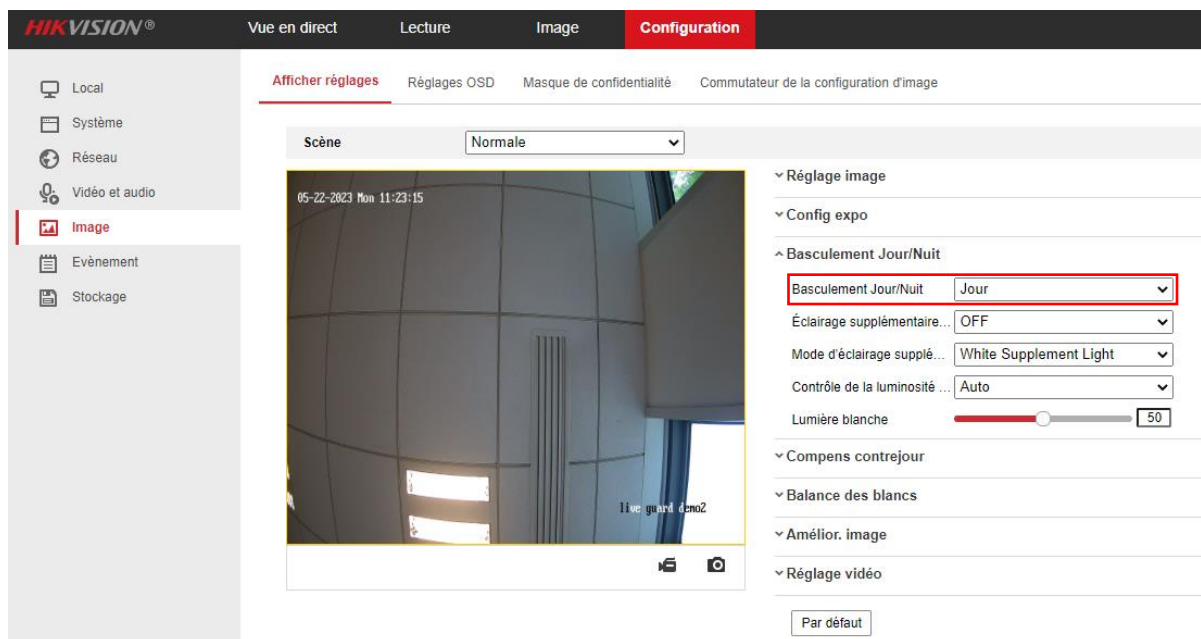 HIKVISION®
Vue en direct
Lecture
Image
Configuration
Local
Système
Réseau
Vidéo et audio
Image
Evènement
Stockage
Afficher réglages
Réglages OSD
Masque de confidentialité
Commutateur de la configuration d'image
Scène
Normale
05-22-2023 Mon 11:23:15
live guard demo2
Réglage image
Config expo
Basculement Jour/Nuit
Basculement Jour/Nuit
Jour
Éclairage supplémentaire...
OFF
Mode d'éclairage supplé...
White Supplement Light
Contrôle de la luminosité ...
Auto
Lumière blanche
50
Compens contrejour
Balance des blancs
Amélior. image
Réglage vidéo
Par défaut